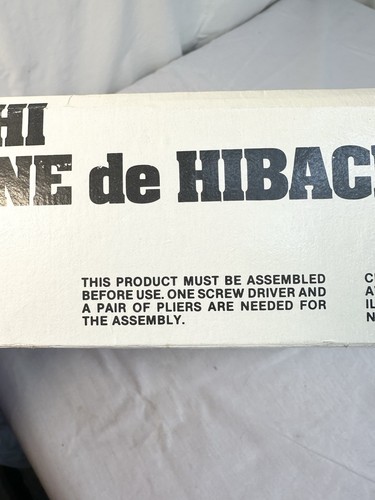 HI
NE de HIBAC
THIS PRODUCT MUST BE ASSEMBLED
BEFORE USE. ONE SCREW DRIVER AND
A PAIR OF PLIERS ARE NEEDED FOR
THE ASSEMBLY.